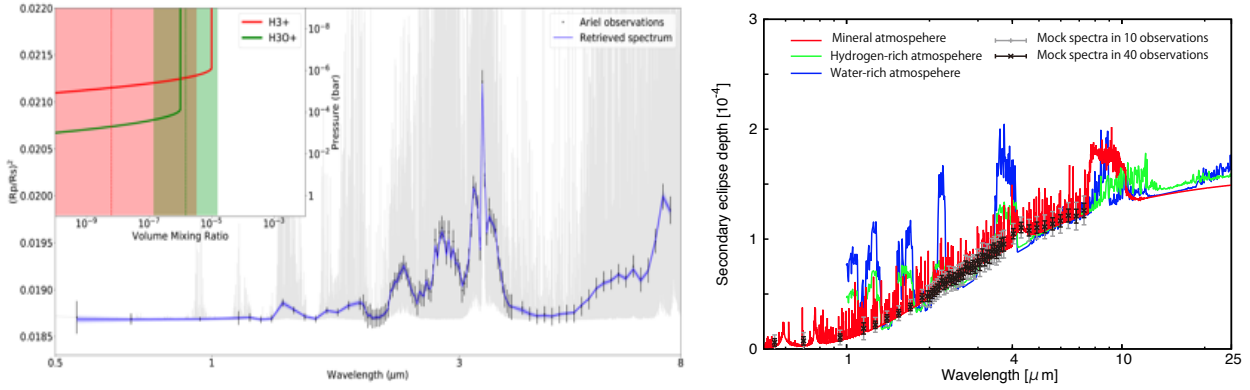 H3+
H3O+
Ariel observations
Retrieved spectrum
0.0220
0.0215
0.0210
0.0205
0.0200
0.0195
0.0190
0.0185
(Rp/Rs)²
10⁻⁸
10⁻⁶
10⁻⁴
10⁻²
1
Pressure (bar)
10⁻⁹
10⁻⁷
10⁻⁵
10⁻³
Volume Mixing Ratio
0.5
1
3
8
Wavelength (μm)
Mineral atmospehere
Hydrogen-rich atmospehere
Water-rich atmospehere
Mock spectra in 10 observations
Mock spectra in 40 observations
Secondary eclipse depth [10⁻⁴]
3
2
1
0
1
2
4
10
25
Wavelength [μ m]